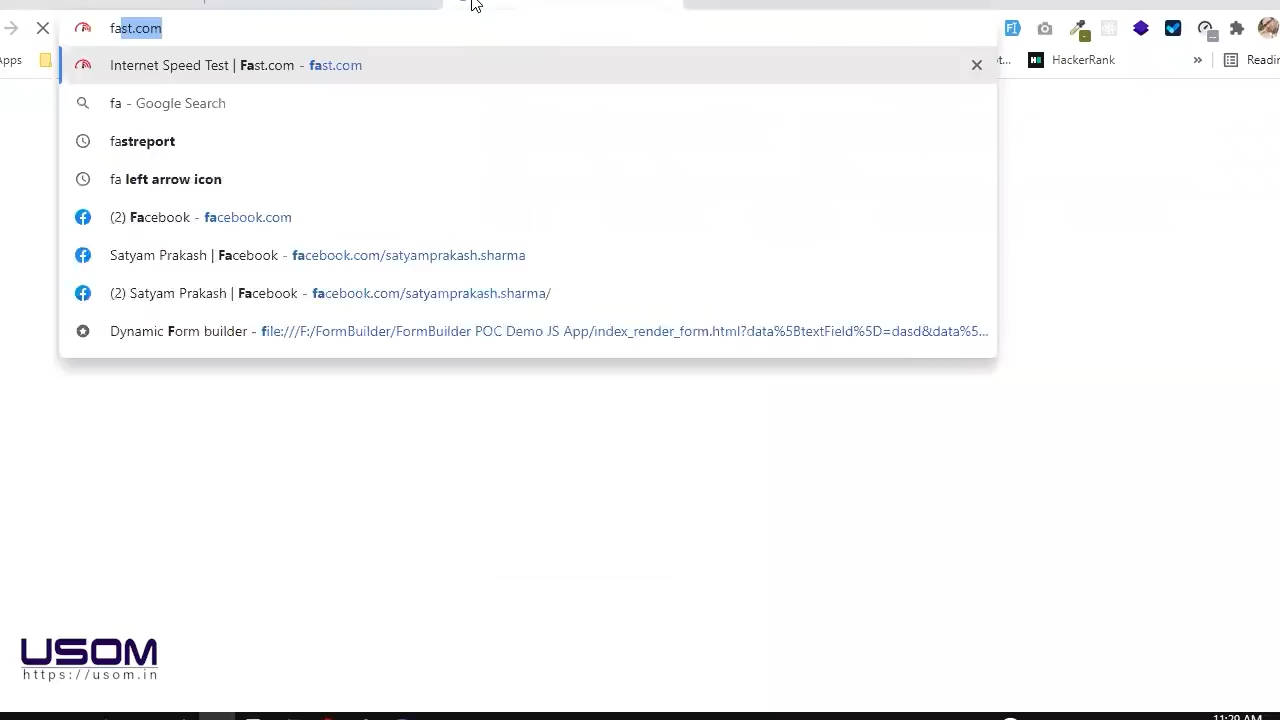 fast.com
Internet Speed Test | Fast.com - fast.com
fa - Google Search
fastreport
fa left arrow icon
(2) Facebook - facebook.com
Satyam Prakash | Facebook - facebook.com/satyamprakash.sharma
(2) Satyam Prakash | Facebook - facebook.com/satyamprakash.sharma/
Dynamic Form builder - file:///F:/FormBuilder/FormBuilder POC Demo JS App/index_render_form.html?data%5BtextField%5D=dasd&data%5...
HackerRank
»
USOM
https://usom.in